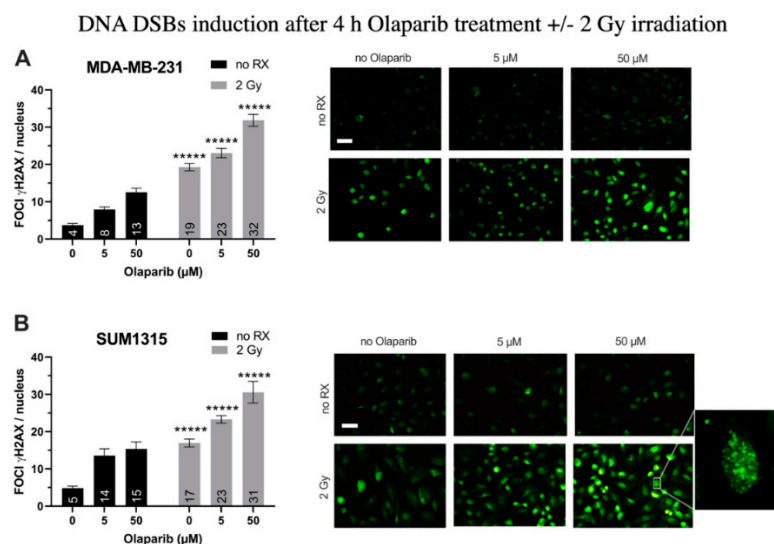 DNA DSBs induction after 4 h Olaparib treatment +/- 2 Gy irradiation
A
MDA-MB-231
no RX
2 Gy
FOCI γH2AX / nucleus
40
30
20
10
0
*****
*****
*****
4
8
13
19
23
32
0 5 50 0 5 50
Olaparib (µM)
no Olaparib 5 µM 50 µM
no RX
2 Gy
B
SUM1315
no RX
2 Gy
FOCI γH2AX / nucleus
40
30
20
10
0
*****
*****
*****
5
14
15
17
23
31
0 5 50 0 5 50
Olaparib (µM)
no Olaparib 5 µM 50 µM
no RX
2 Gy